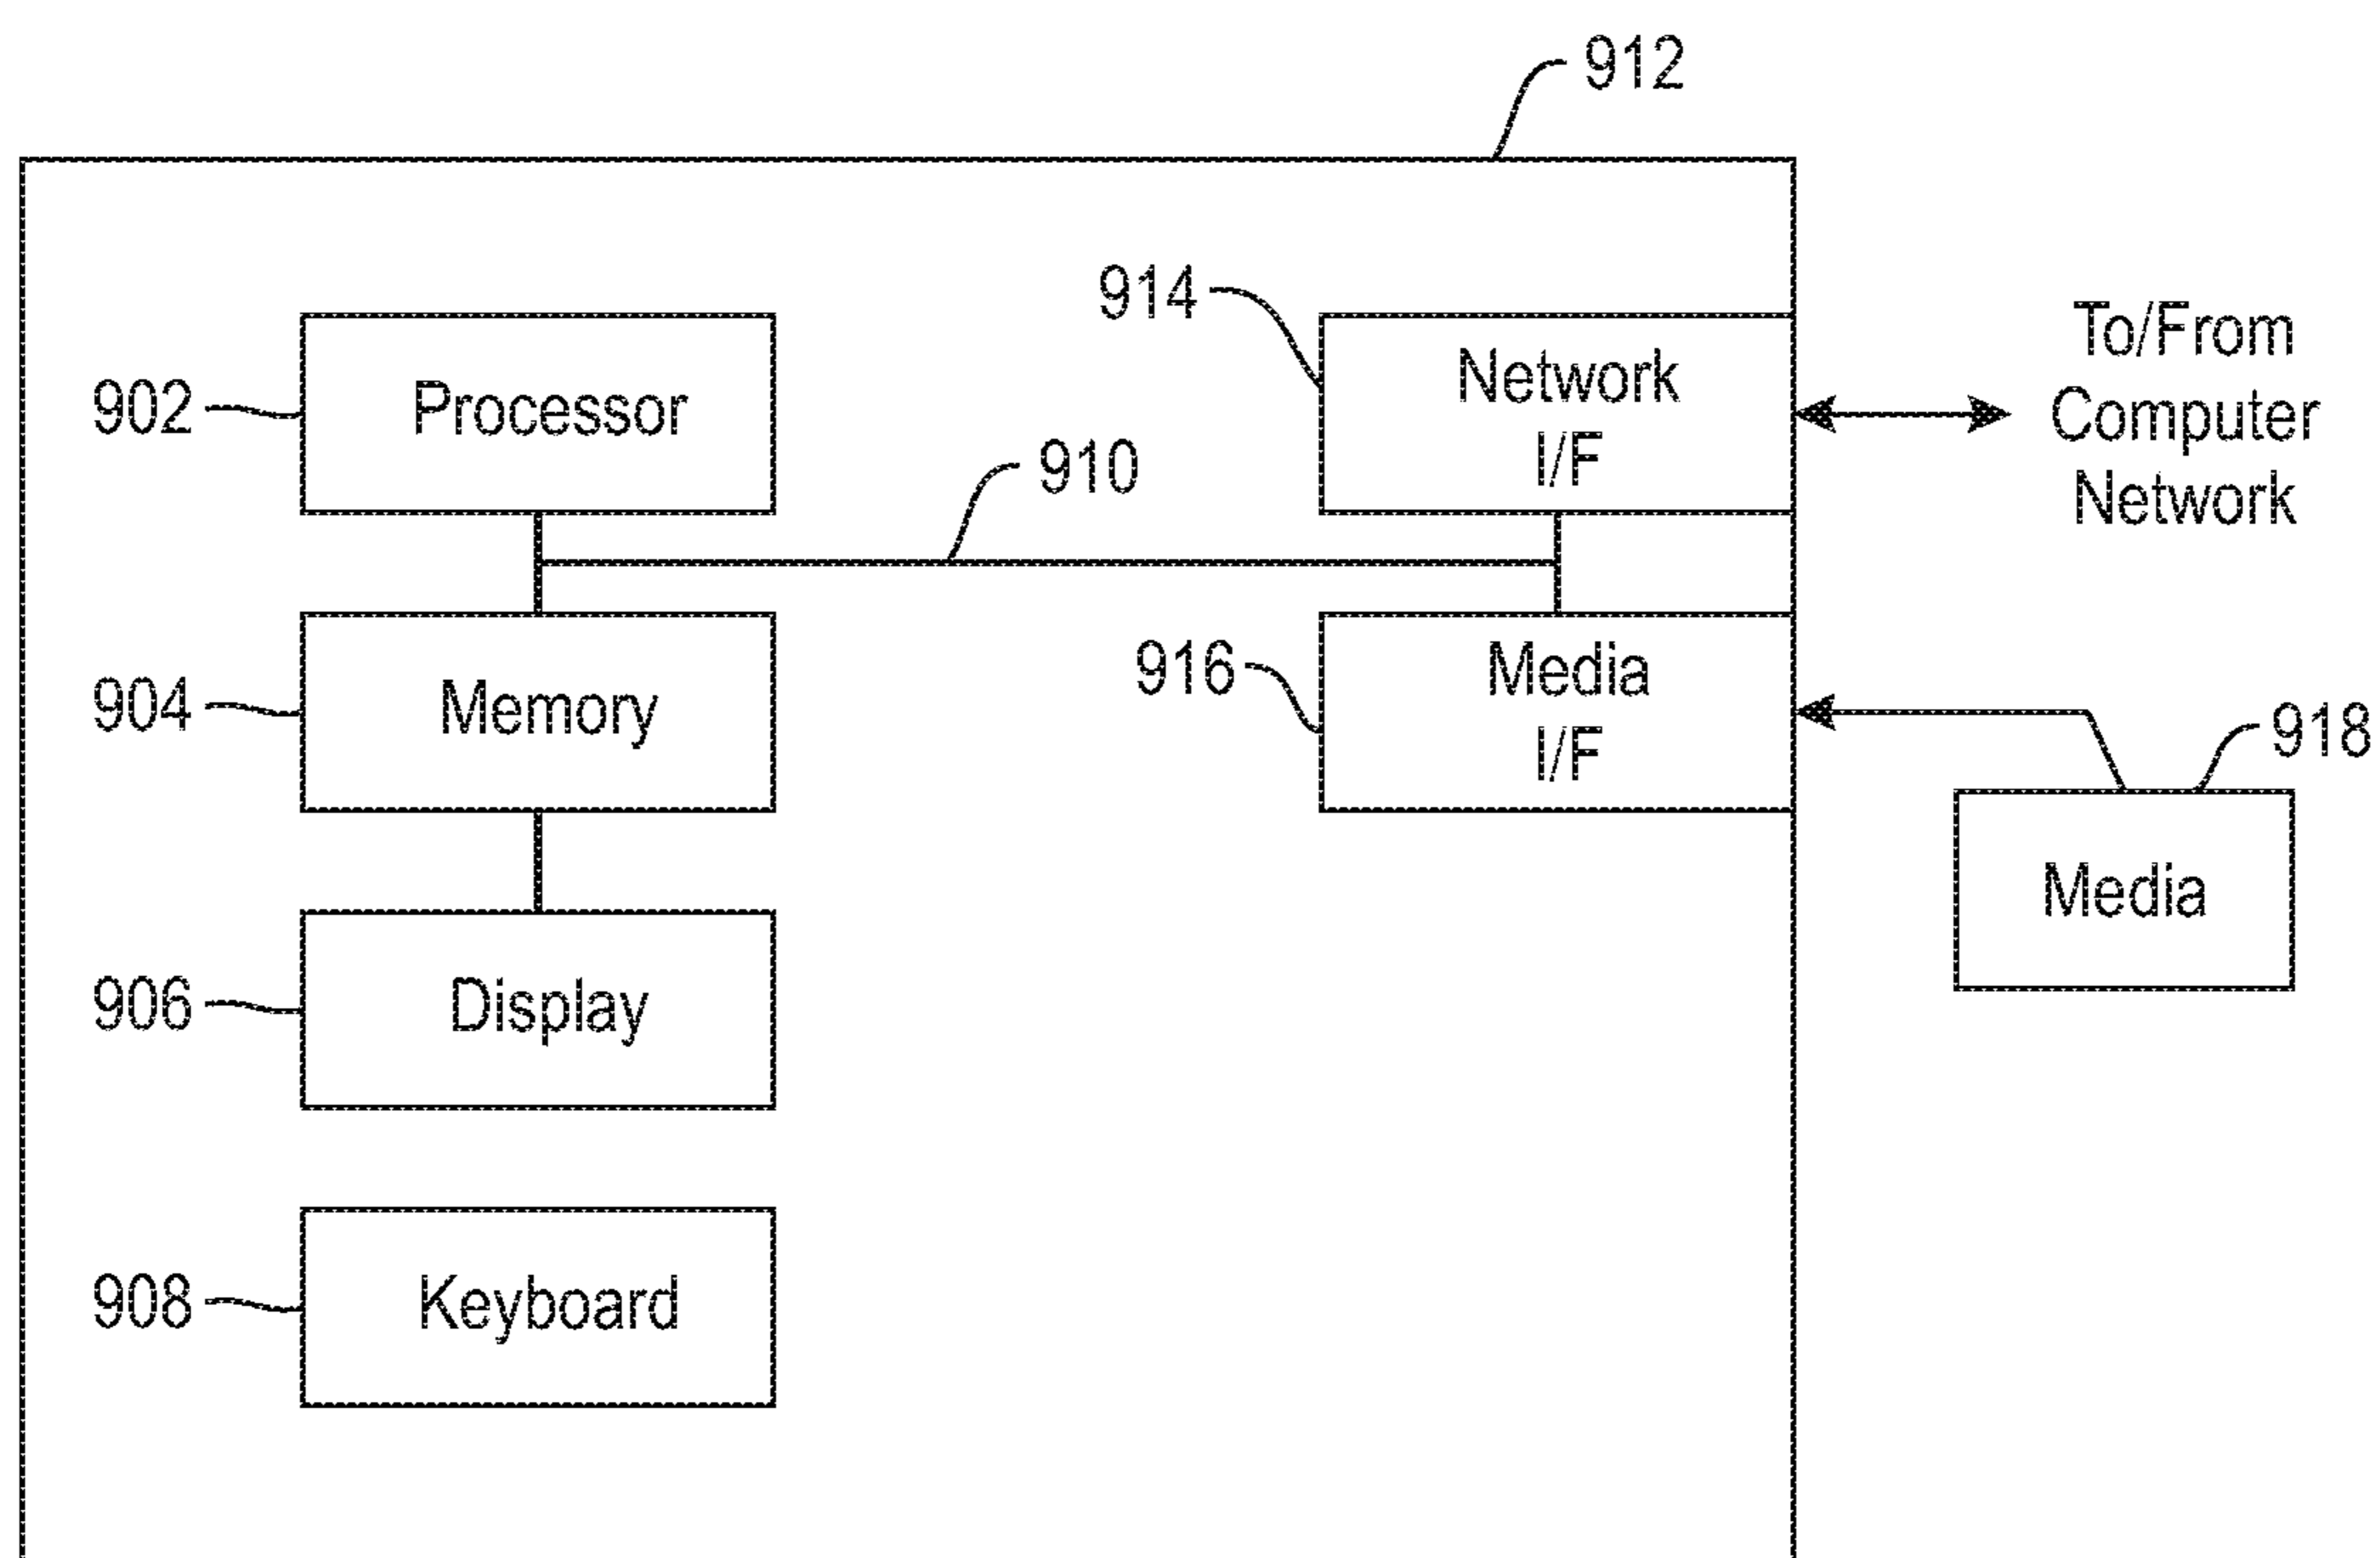 912
914
Network
I/F
To/From
Computer
Network
902
Processor
910
904
Memory
916
Media
I/F
918
Media
906
Display
908
Keyboard